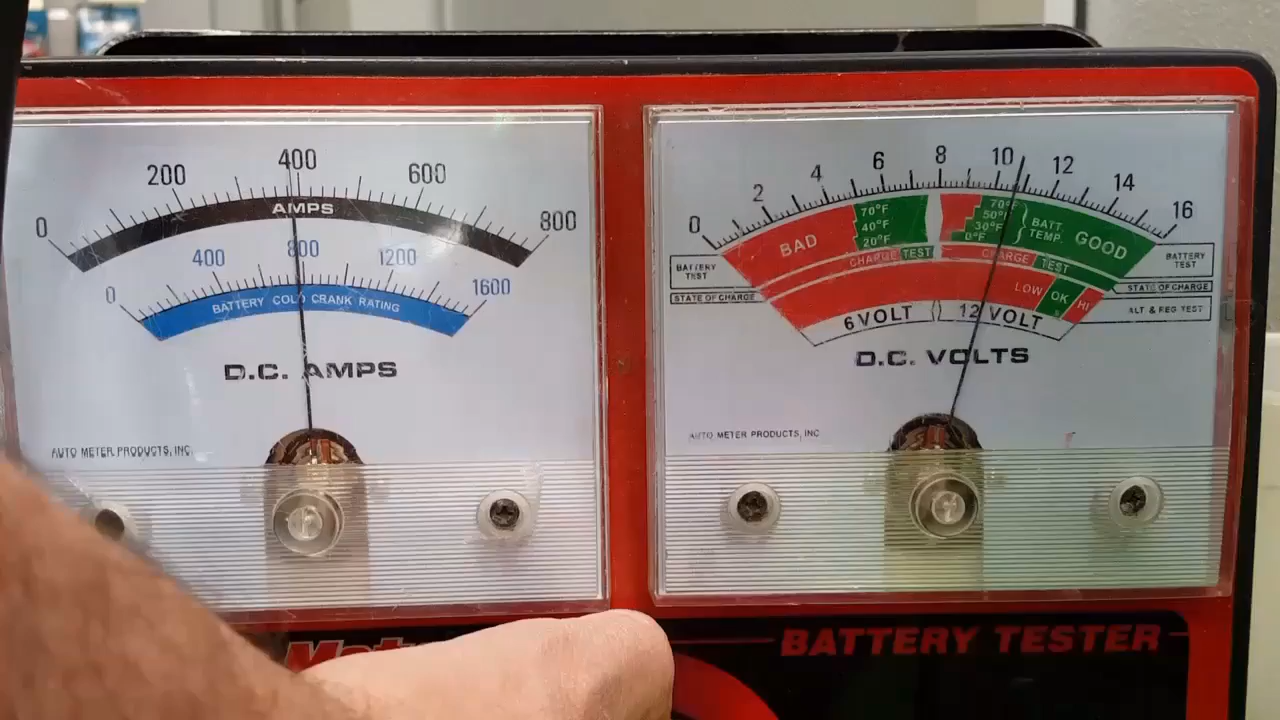 0 200 400 600 800
AMPS
0 400 800 1200 1600
BATTERY COLD CRANK RATING
D.C. AMPS
AUTO METER PRODUCTS, INC
0 2 4 6 8 10 12 14 16
BAD
70°F
40°F
20°F
70°F
50°F
30°F
0°F
BATT
TEMP
GOOD
BATTERY
TEST
CHARGE TEST
CHARGE TEST
BATTERY
TEST
STATE OF CHARGE
STATE OF CHARGE
LOW OK HI
ALT & REG TEST
6 VOLT 12 VOLT
D.C. VOLTS
AUTO METER PRODUCTS, INC
BATTERY TESTER